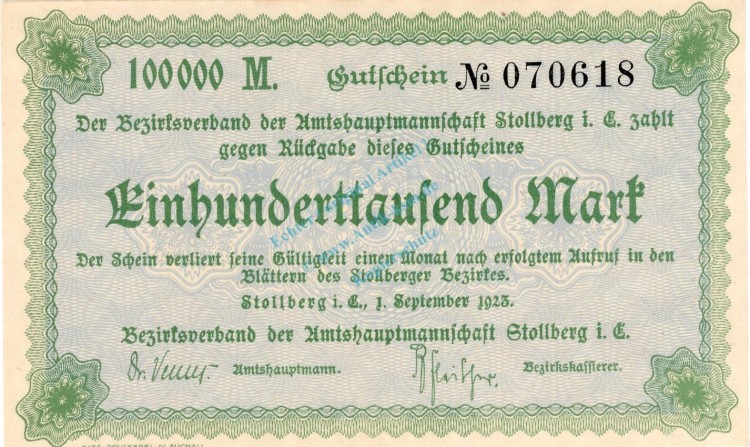 100000 M. Gutschein № 070618
Der Bezirksverband der Amtshauptmannschaft Stollberg i. E. zahlt
gegen Rückgabe dieses Gutscheines
Einhunderttausend Mark
Der Schein verliert seine Gültigkeit einen Monat nach erfolgtem Aufruf in den
Blättern des Stollberger Bezirkes.
Stollberg i. E., 1. September 1923.
Bezirksverband der Amtshauptmannschaft Stollberg i. E.
Amtshauptmann. Bezirkskassierer.